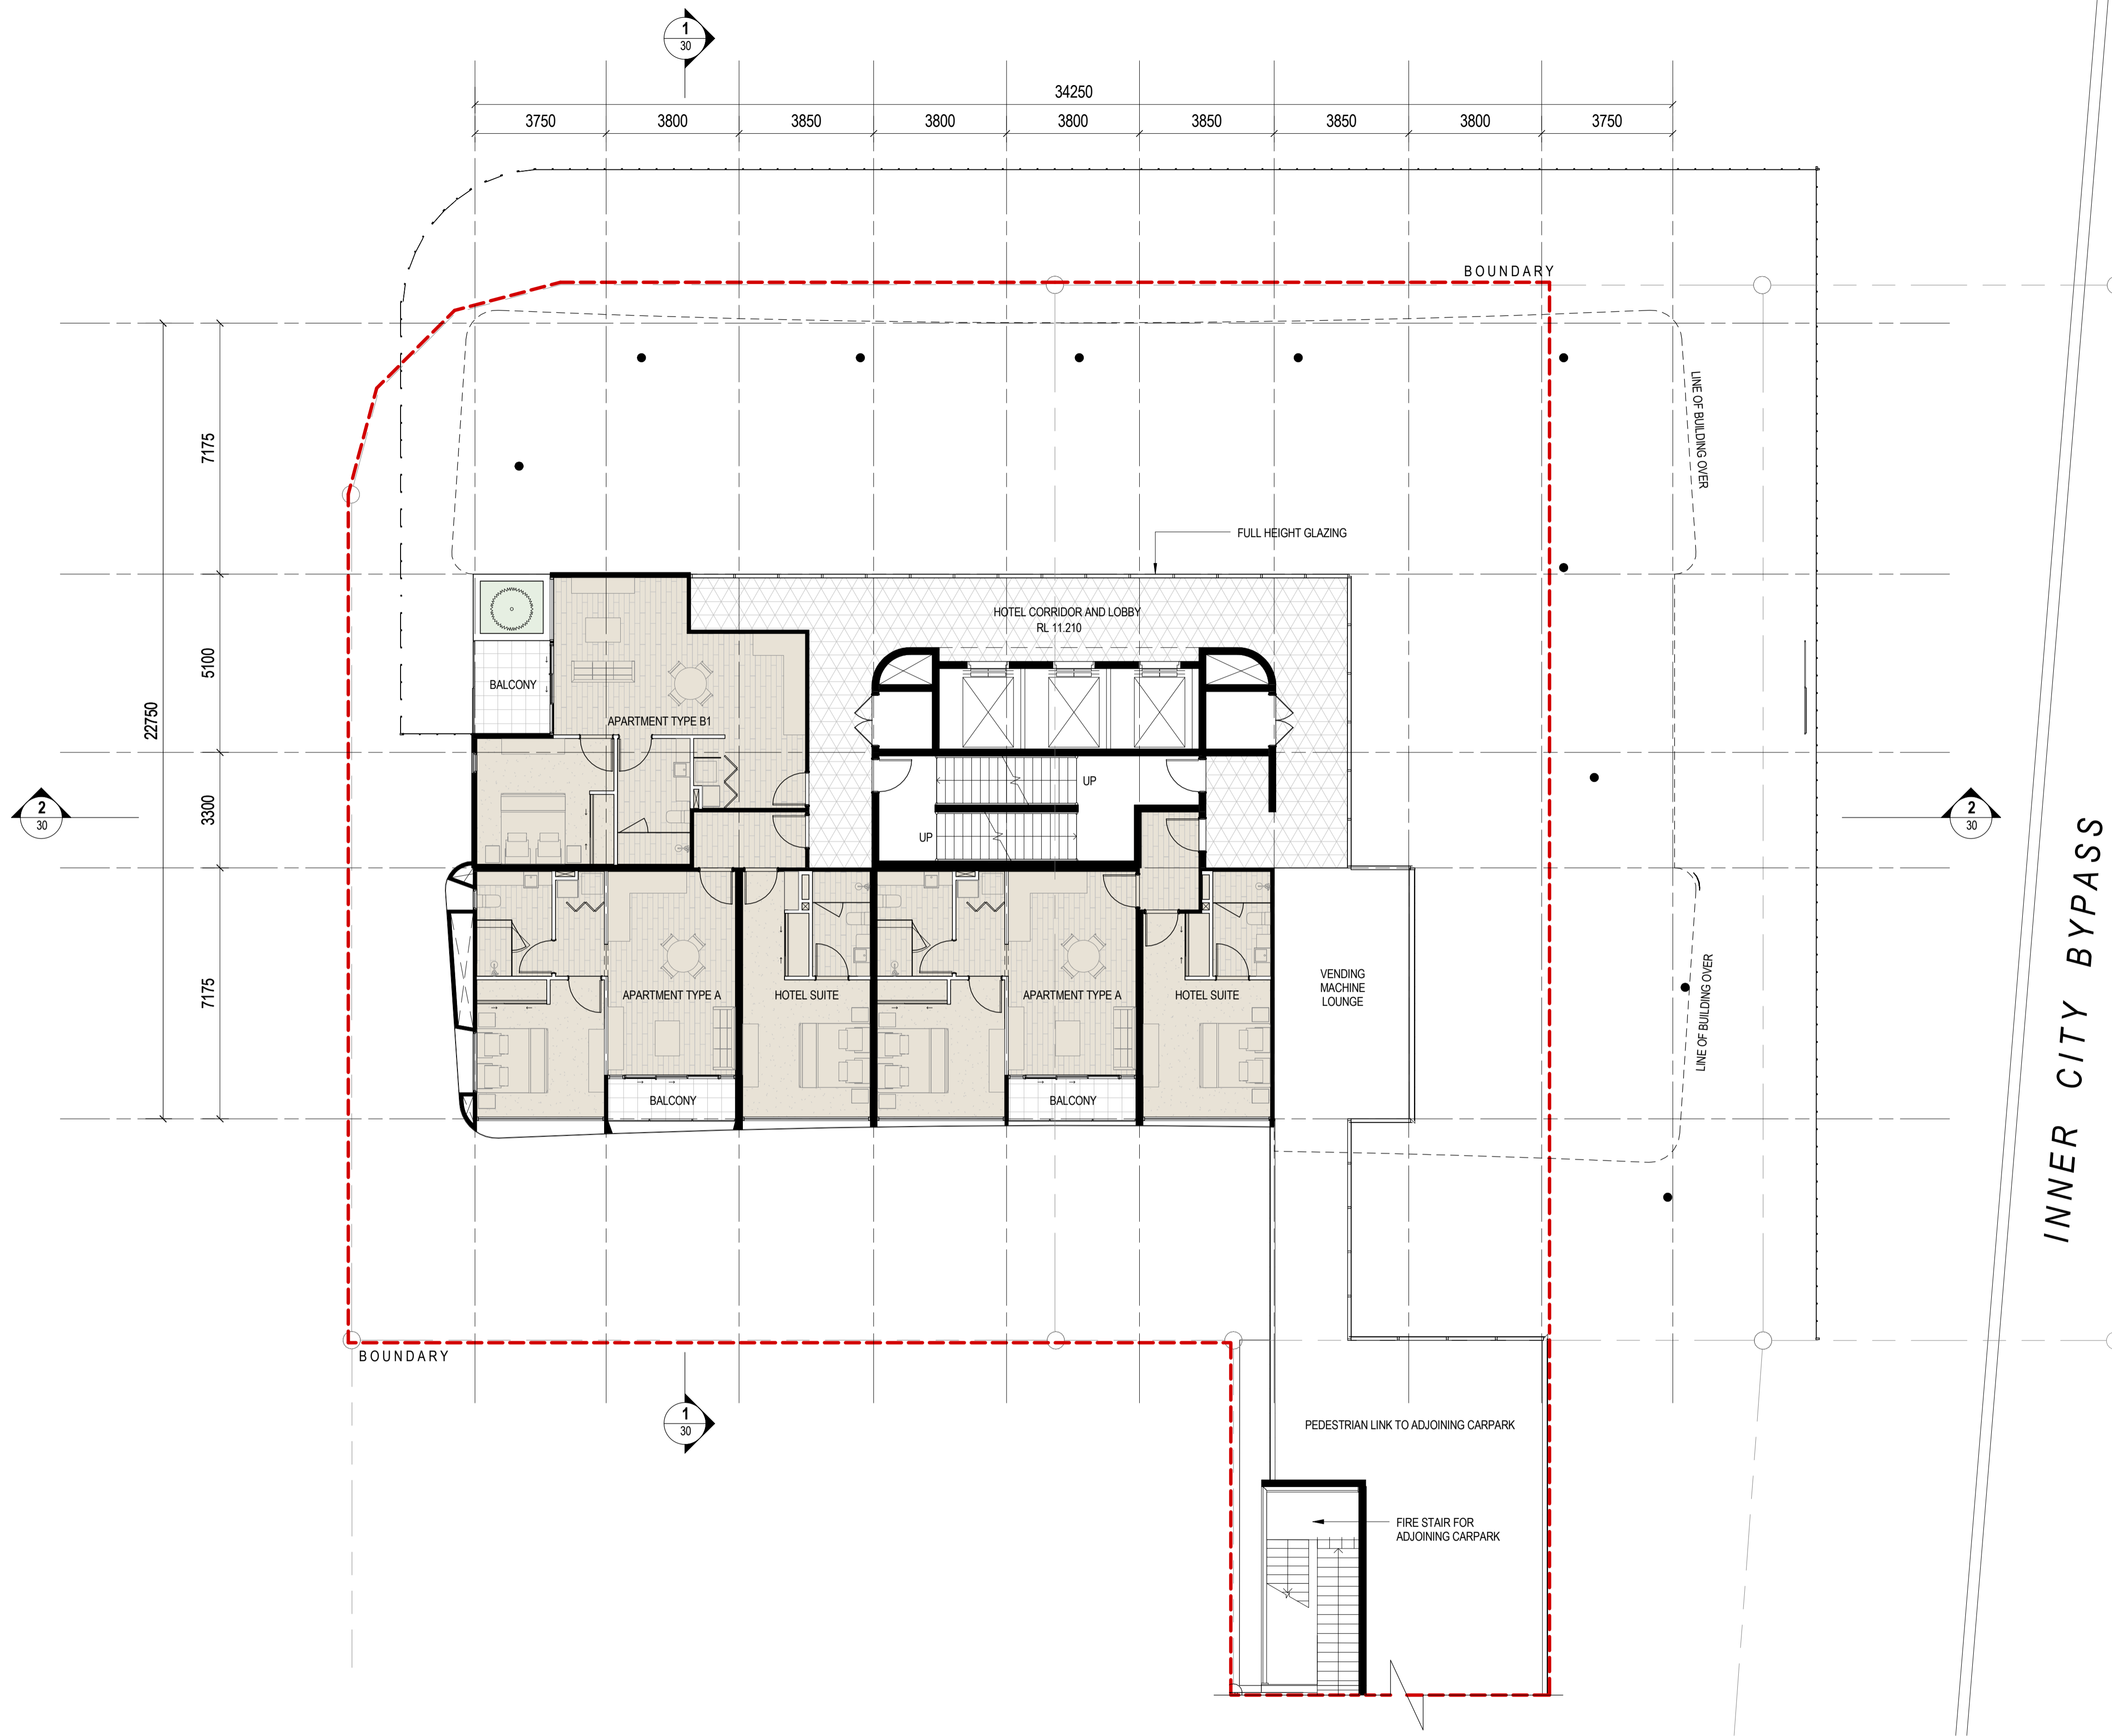 1
30
34250
3750 3800 3850 3800 3800 3850 3850 3800 3750
BOUNDARY
LINE OF BUILDING OVER
7175
FULL HEIGHT GLAZING
HOTEL CORRIDOR AND LOBBY
RL 11.210
5100
BALCONY
22750
APARTMENT TYPE B1
UP
2
30
3300
UP
2
30
INNER CITY BYPASS
7175
APARTMENT TYPE A
HOTEL SUITE
APARTMENT TYPE A
HOTEL SUITE
VENDING
MACHINE
LOUNGE
LINE OF BUILDING OVER
BALCONY
BALCONY
BOUNDARY
1
30
PEDESTRIAN LINK TO ADJOINING CARPARK
FIRE STAIR FOR
ADJOINING CARPARK